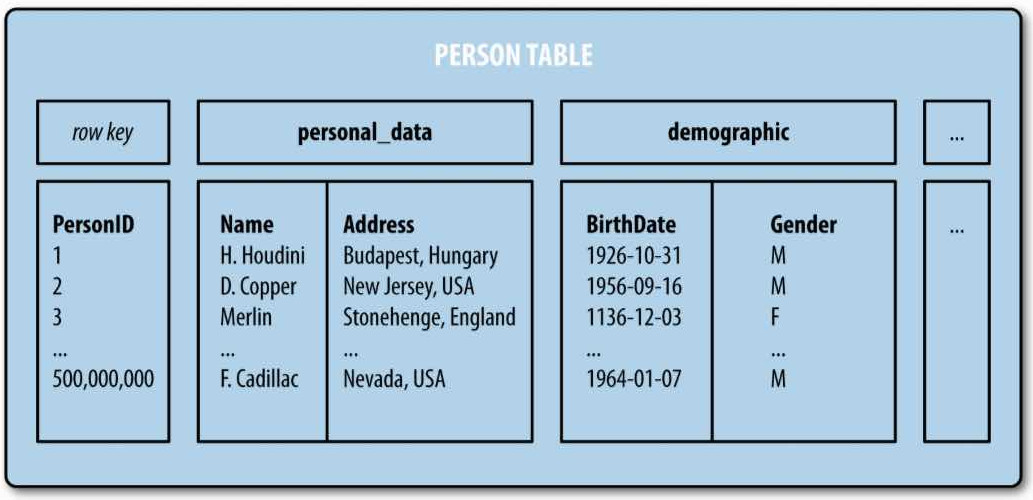 PERSON TABLE
row key personal_data demographic ...
PersonID Name Address BirthDate Gender ...
1 H. Houdini Budapest, Hungary 1926-10-31 M
2 D. Copper New Jersey, USA 1956-09-16 M
3 Merlin Stonehenge, England 1136-12-03 F
... ... ... ... ...
500,000,000 F. Cadillac Nevada, USA 1964-01-07 M